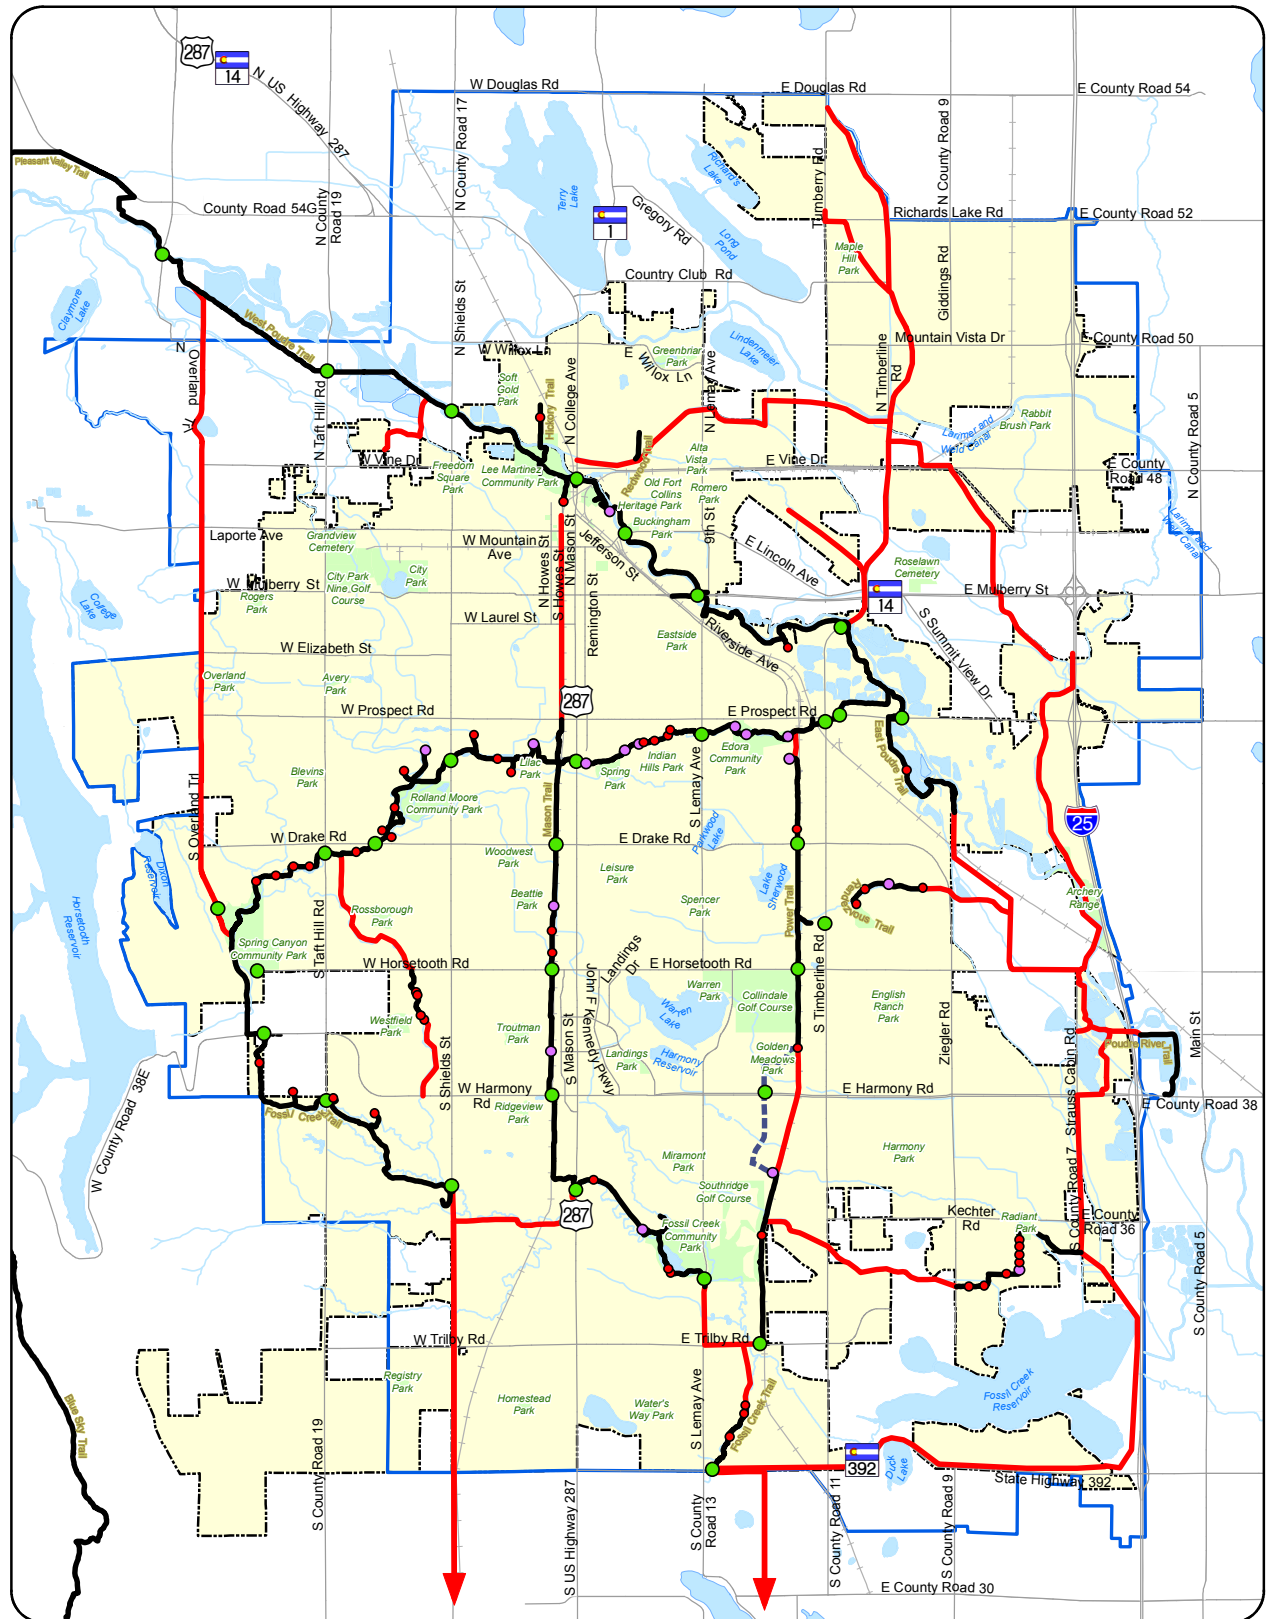 287
14
N US Highway 287
W Douglas Rd
E Douglas Rd
E County Road 54
N County Road 17
N County Road 9
Pleasant Valley Trail
Richard's
Lake
Terry
Lake
Turnberry Rd
County Road 54G
N County
Road 19
1
Gregory Rd
Long
Pond
Richards Lake Rd
E County Road 52
Maple
Hill
Park
Giddings Rd
Country Club Rd
Claymore
Lake
N Shields St
West Poudre Trail
Lindenmeier
Lake
Mountain Vista Dr
E County Road 50
N
Overland
W Willox Ln
E
Willox Ln
Greenbriar
Park
N Timberline
Rd
N Lemay Ave
N College Ave
Soft
Gold
Park
Hickory Trail
N Taft Hill Rd
N County Road 5
Rabbit
Brush Park
Larimer and
Weld Canal
Redwood Trail
Alta
Vista
Park
W Vine Dr
E Vine Dr
Freedom
Square
Park
Lee Martinez
Community Park
E County
Road 48
Old Fort
Collins
Heritage Park
Romero
Park
Buckingham
Park
9th St
Larimer and
Weld Canal
Laporte Ave
Grandview
Cemetery
W Mountain
Ave
N Howes St
S Howes St
N Mason St
Jefferson St
E Lincoln Ave
Roselawn
Cemetery
City Park
Nine Golf
Course
City
Park
W Mulberry St
E Mulberry St
14
Rogers
Park
College
Lake
Remington St
W Laurel St
Riverside Ave
Eastside
Park
S Summit View Dr
W Elizabeth St
Overland
Park
Avery
Park
287
W Prospect Rd
E Prospect Rd
East Poudre Trail
Lilac
Park
Spring
Park
Indian
Hills Park
Edora
Community
Park
Blevins
Park
Rolland Moore
Community Park
S Overland Trl
Mason Trail
S Lemay Ave
Parkwood
Lake
25
W Drake Rd
E Drake Rd
Woodwest
Park
Dixon
Reservoir
Leisure
Park
Lake
Sherwood
Beattie
Park
Rendezvous Trail
Archery
Range
Spencer
Park
Power Trail
Rossborough
Park
Horsetooth
Reservoir
S Taft Hill Rd
Spring Canyon
Community Park
Landings
Dr
S Timberline Rd
W Horsetooth Rd
E Horsetooth Rd
Warren
Park
Collindale
Golf Course
English
Ranch
Park
John F Kennedy Pkwy
Warren
Lake
Westfield
Park
Troutman
Park
S Mason St
Ziegler Rd
Main St
Poudre River Trail
Strauss Cabin Rd
S Shields St
Landings
Park
Harmony
Reservoir
Golden
Meadows
Park
W County Road 38E
W Harmony
Rd
E Harmony Rd
Ridgeview
Park
E County Road 38
Fossil Creek Trail
Miramont
Park
Harmony
Park
Southridge
Golf Course
S County Road 7
287
Kechter
Rd
Radiant
Park
E County
Road 36
Fossil Creek
Community
Park
S County Road 5
W Trilby Rd
E Trilby Rd
Registry
Park
Homestead
Park
Water's
Way Park
Fossil Creek
Reservoir
Blue Sky Trail
S Lemay Ave
Fossil Creek Trail
392
Duck
Lake
State Highway 392
S County Road 19
S US Highway 287
S County
Road 13
S County Road 11
S County Road 9
E County Road 30